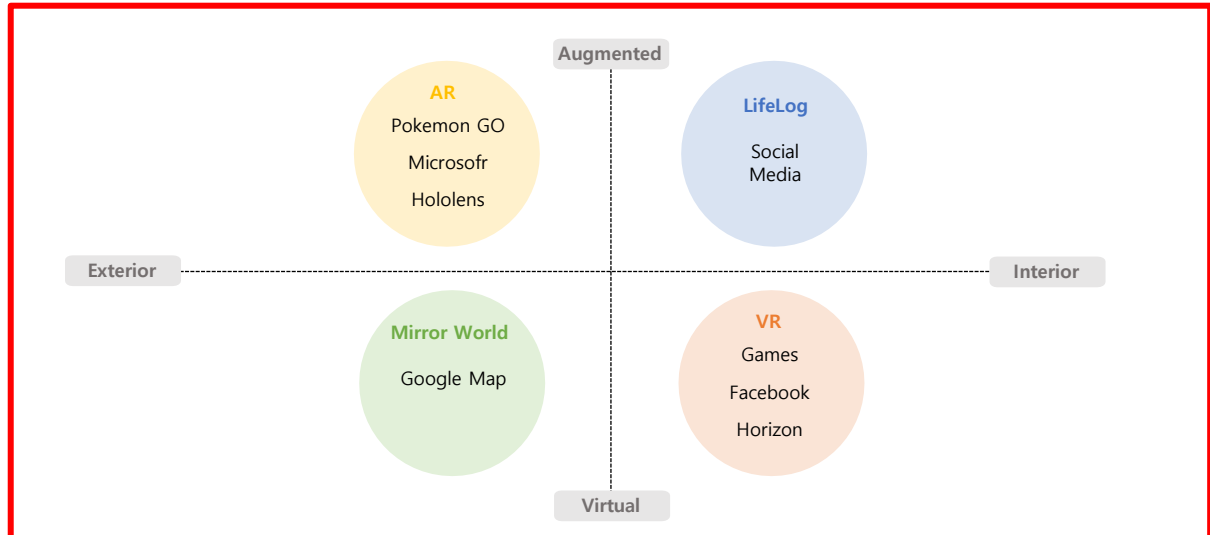 Augmented
AR
Pokemon GO
Microsofr
Hololens
LifeLog
Social
Media
Exterior
Interior
Mirror World
Google Map
VR
Games
Facebook
Horizon
Virtual